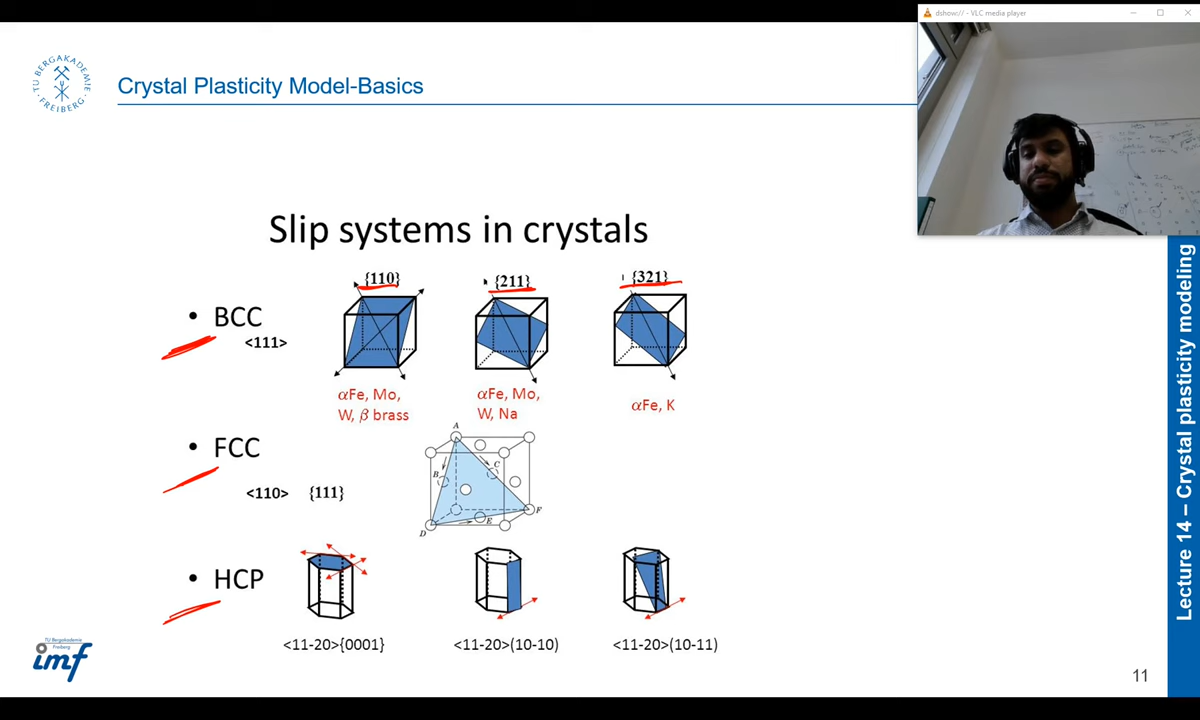 dshow:// - VLC media player
TU BERGAKADEMIE
FREIBERG
Crystal Plasticity Model-Basics
Slip systems in crystals
{110}
{211}
{321}
• BCC
<111>
αFe, Mo,
W, β brass
αFe, Mo,
W, Na
αFe, K
• FCC
<110> {111}
A
B
C
D
E
F
• HCP
<11-20>{0001}
<11-20>(10-10)
<11-20>(10-11)
TU Bergakademie
Freiberg
imf
11
Lecture 14 – Crystal plasticity modeling